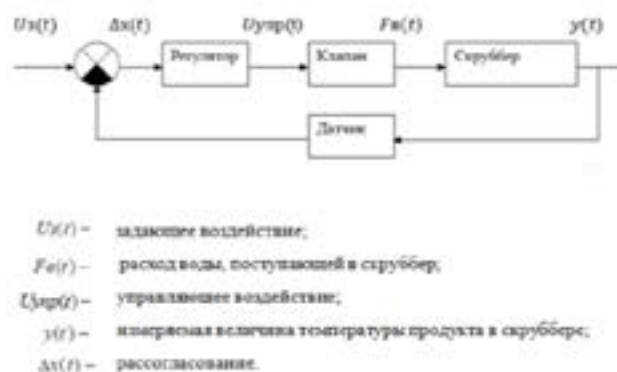 Uз(t) Δx(t) Uупр(t) Fв(t) y(t)
Регулятор Клапан Скруббер
Датчик
Uз(t) – задающее воздействие;
Fв(t) – расход воды, поступающей в скруббер;
Uупр(t) – управляющее воздействие;
y(t) – измеряемая величина температуры продукта в скруббере;
Δx(t) – рассогласование.